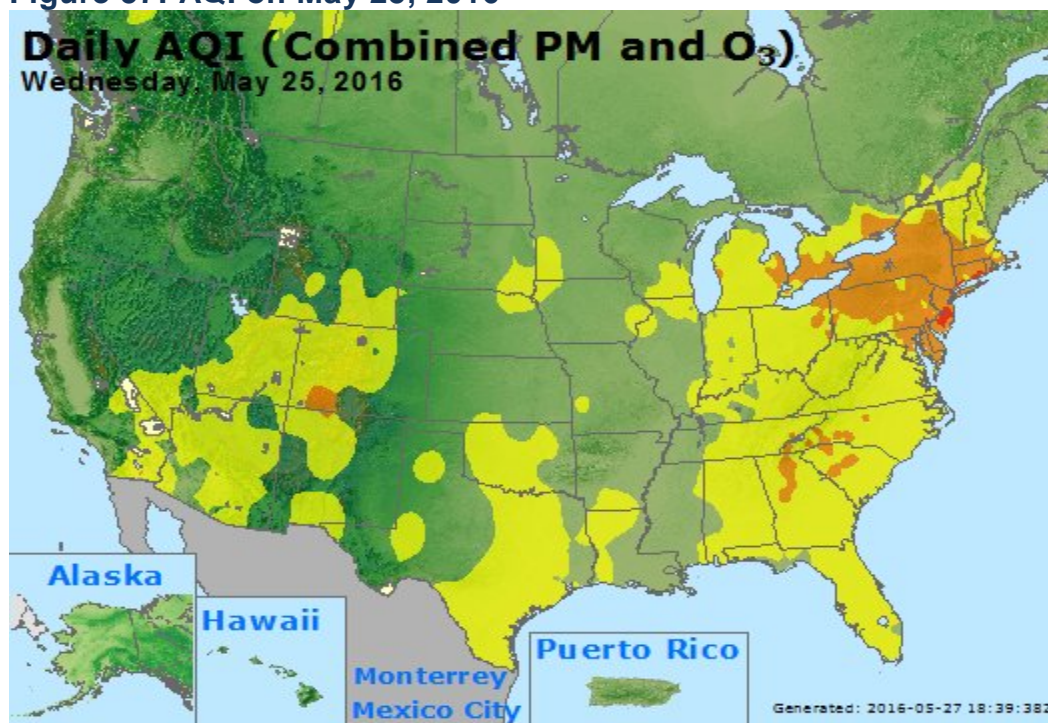 Daily AQI (Combined PM and O₃)
Wednesday, May 25, 2016
Alaska
Hawaii
Monterrey
Mexico City
Puerto Rico
Generated: 2016-05-27 18:39:38Z